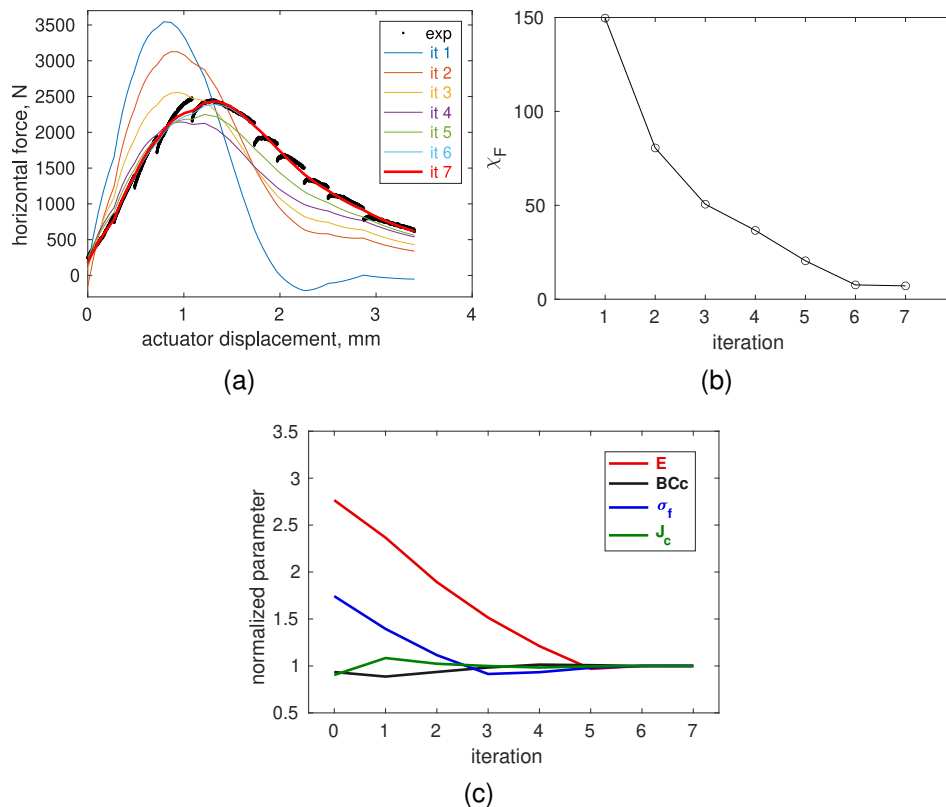 3500
3000
2500
2000
1500
1000
500
0
horizontal force, N
0 1 2 3 4
actuator displacement, mm
exp
it 1
it 2
it 3
it 4
it 5
it 6
it 7
(a)
150
100
50
0
χF
1 2 3 4 5 6 7
iteration
(b)
3.5
3
2.5
2
1.5
1
0.5
normalized parameter
0 1 2 3 4 5 6 7
iteration
E
BCc
σf
Jc
(c)